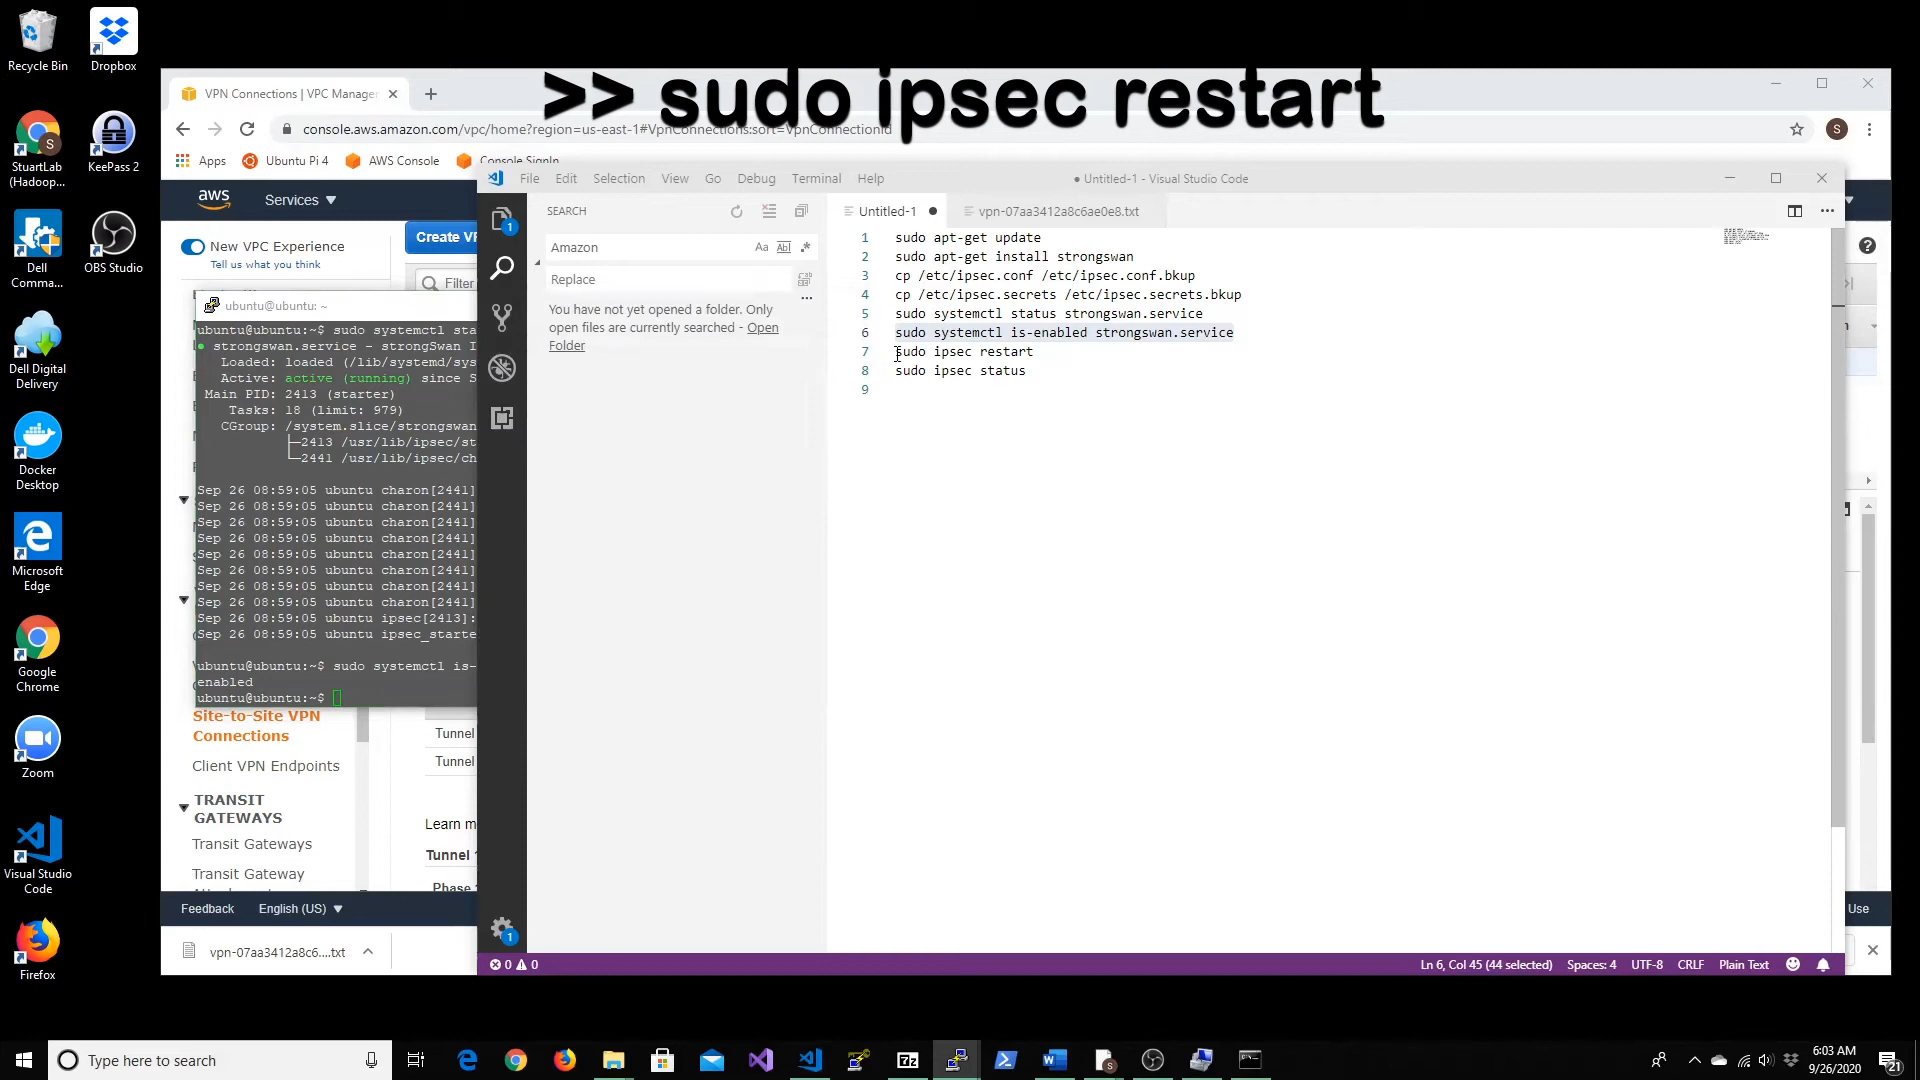 Recycle Bin
Dropbox
StuartLab
(Hadoop...
KeePass 2
Dell
Comma...
OBS Studio
Dell Digital
Delivery
Docker
Desktop
Microsoft
Edge
Google
Chrome
Zoom
Visual Studio
Code
Firefox
>> sudo ipsec restart
VPN Connections | VPC Manager
console.aws.amazon.com/vpc/home?region=us-east-1#VpnConnections:sort=VpnConnectionId
S
Apps
Ubuntu Pi 4
AWS Console
Console SignIn
aws
Services
New VPC Experience
Tell us what you think
Create VP
Filter
ubuntu@ubuntu: ~
ubuntu@ubuntu:~$ sudo systemctl sta
strongswan.service - strongSwan I
Loaded: loaded (/lib/systemd/sys
Active: active (running) since S
Main PID: 2413 (starter)
Tasks: 18 (limit: 979)
CGroup: /system.slice/strongswan
├─2413 /usr/lib/ipsec/st
└─2441 /usr/lib/ipsec/ch
Sep 26 08:59:05 ubuntu charon[2441]
Sep 26 08:59:05 ubuntu charon[2441]
Sep 26 08:59:05 ubuntu charon[2441]
Sep 26 08:59:05 ubuntu charon[2441]
Sep 26 08:59:05 ubuntu charon[2441]
Sep 26 08:59:05 ubuntu charon[2441]
Sep 26 08:59:05 ubuntu charon[2441]
Sep 26 08:59:05 ubuntu charon[2441]
Sep 26 08:59:05 ubuntu ipsec[2413]:
Sep 26 08:59:05 ubuntu ipsec_starte
ubuntu@ubuntu:~$ sudo systemctl is-
enabled
ubuntu@ubuntu:~$
Site-to-Site VPN
Connections
Client VPN Endpoints
TRANSIT
GATEWAYS
Transit Gateways
Transit Gateway
Tunnel
Tunnel
Learn m
Tunnel 1
Phase
Feedback
English (US)
Use
vpn-07aa3412a8c6....txt
File Edit Selection View Go Debug Terminal Help
● Untitled-1 - Visual Studio Code
SEARCH
Amazon
Aa Abl .*
Replace
You have not yet opened a folder. Only
open files are currently searched - Open
Folder
Untitled-1 ●
vpn-07aa3412a8c6ae0e8.txt
1 sudo apt-get update
2 sudo apt-get install strongswan
3 cp /etc/ipsec.conf /etc/ipsec.conf.bkup
4 cp /etc/ipsec.secrets /etc/ipsec.secrets.bkup
5 sudo systemctl status strongswan.service
6 sudo systemctl is-enabled strongswan.service
7 sudo ipsec restart
8 sudo ipsec status
9
1
1
0 0
Ln 6, Col 45 (44 selected) Spaces: 4 UTF-8 CRLF Plain Text
Type here to search
7z
6:03 AM
9/26/2020
21